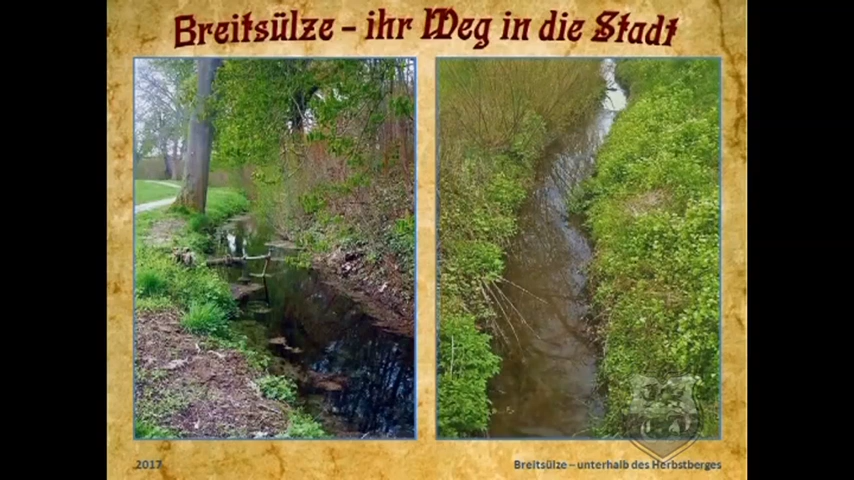 Breitsülze – ihr Weg in die Stadt
2017
Breitsülze – unterhalb des Herbstberges